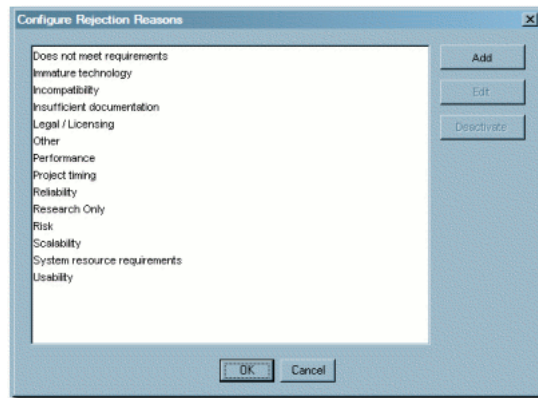 Configure Rejection Reasons
Does not meet requirements
Immature technology
Incompatibility
Insufficient documentation
Legal / Licensing
Other
Performance
Project timing
Reliability
Research Only
Risk
Scalability
System resource requirements
Usability
Add
Edit
Deactivate
OK
Cancel